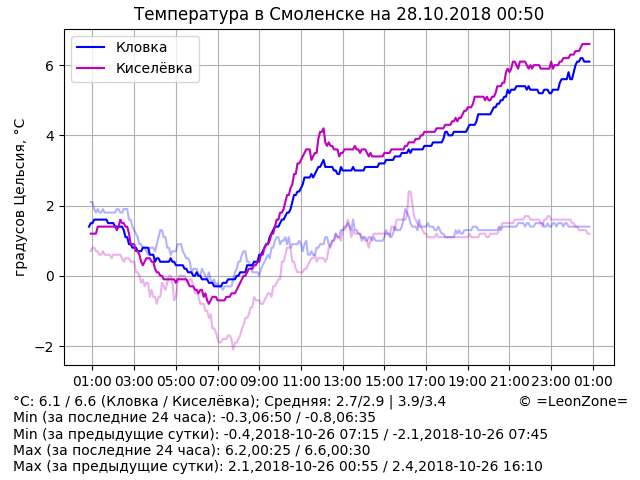 Температура в Смоленске на 28.10.2018 00:50
Кловка
Киселёвка
градусов Цельсия, °C
6
4
2
0
−2
01:00 03:00 05:00 07:00 09:00 11:00 13:00 15:00 17:00 19:00 21:00 23:00 01:00
°C: 6.1 / 6.6 (Кловка / Киселёвка); Средняя: 2.7/2.9 | 3.9/3.4 © =LeonZone=
Min (за последние 24 часа): -0.3,06:50 / -0.8,06:35
Min (за предыдущие сутки): -0.4,2018-10-26 07:15 / -2.1,2018-10-26 07:45
Max (за последние 24 часа): 6.2,00:25 / 6.6,00:30
Max (за предыдущие сутки): 2.1,2018-10-26 00:55 / 2.4,2018-10-26 16:10